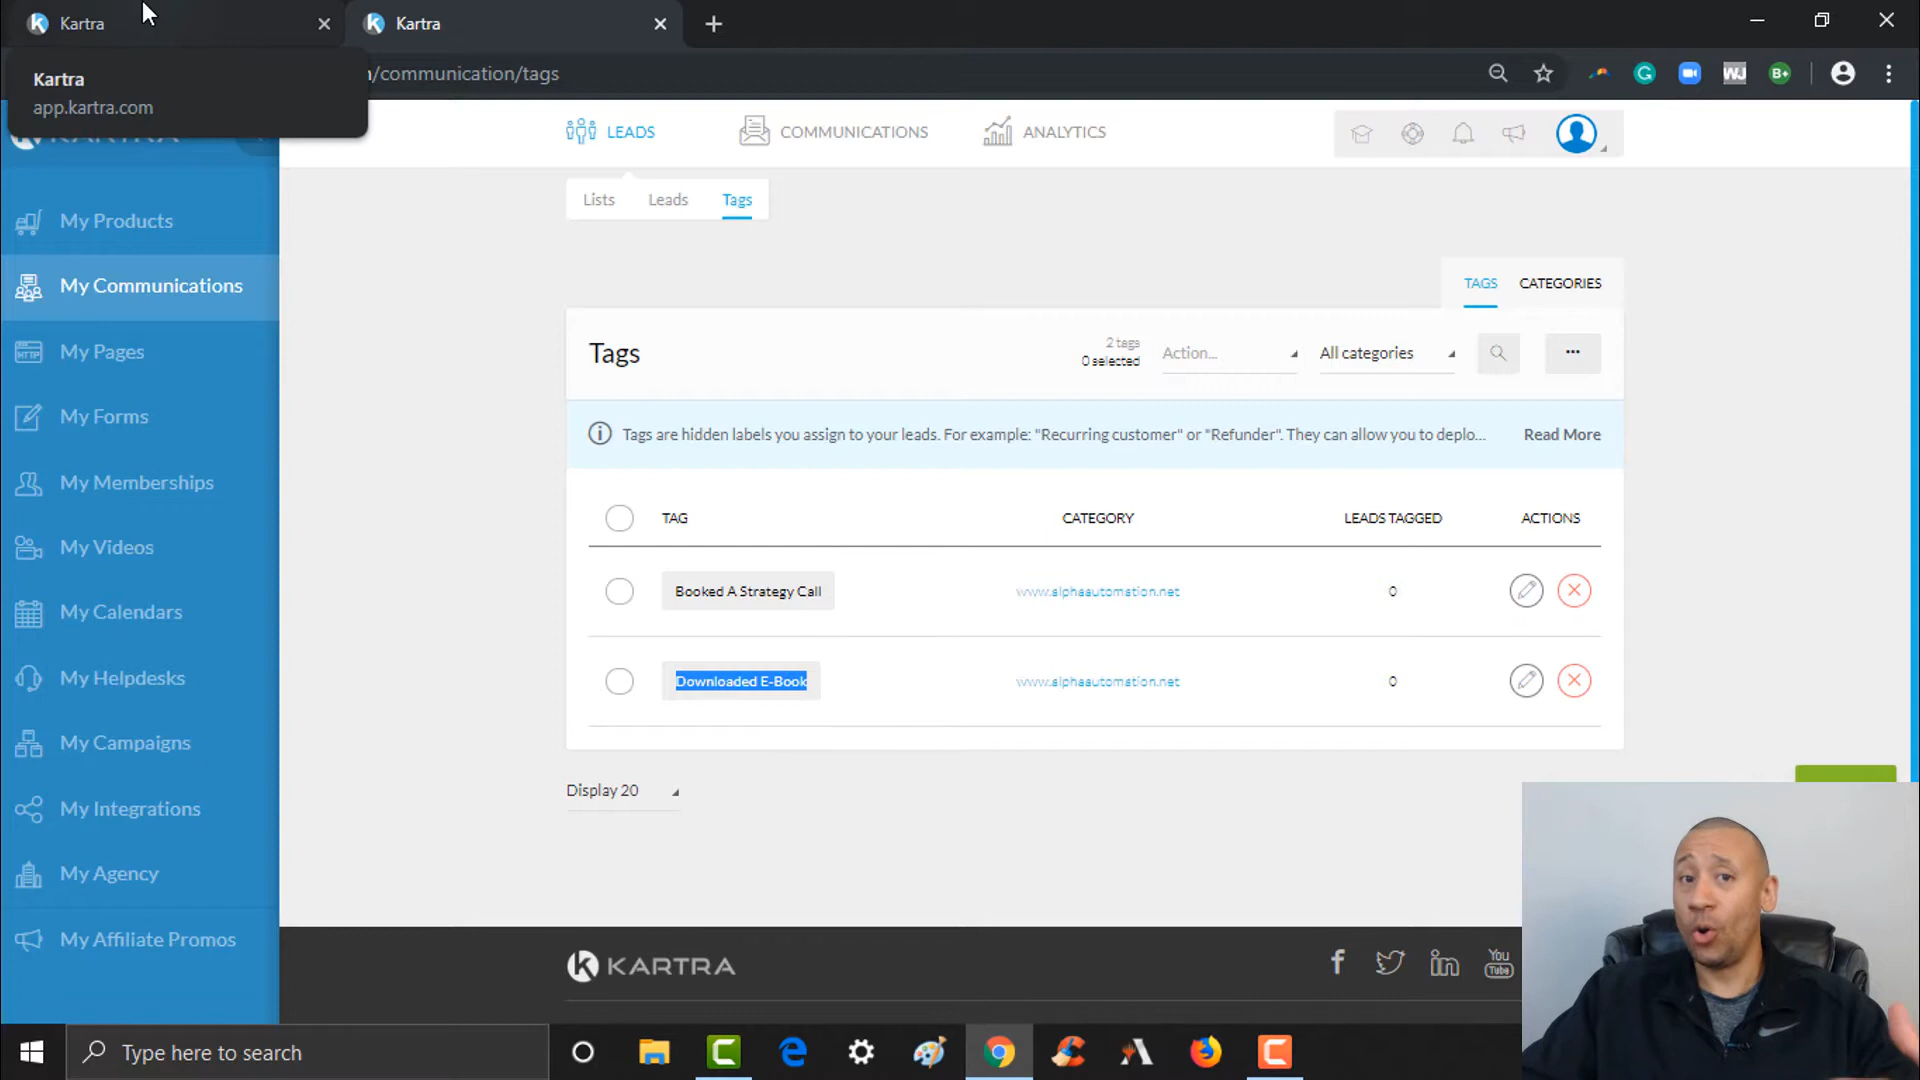 Kartra
Kartra
Kartra
app.kartra.com
/communication/tags
LEADS
COMMUNICATIONS
ANALYTICS
Lists
Leads
Tags
My Products
My Communications
My Pages
My Forms
My Memberships
My Videos
My Calendars
My Helpdesks
My Campaigns
My Integrations
My Agency
My Affiliate Promos
TAGS
CATEGORIES
Tags
2 tags
0 selected
Action...
All categories
Tags are hidden labels you assign to your leads. For example: "Recurring customer" or "Refunder". They can allow you to deplo...
Read More
TAG
CATEGORY
LEADS TAGGED
ACTIONS
Booked A Strategy Call
www.alphaautomation.net
0
Downloaded E-Book
www.alphaautomation.net
0
Display 20
KARTRA
You
Tube
Type here to search